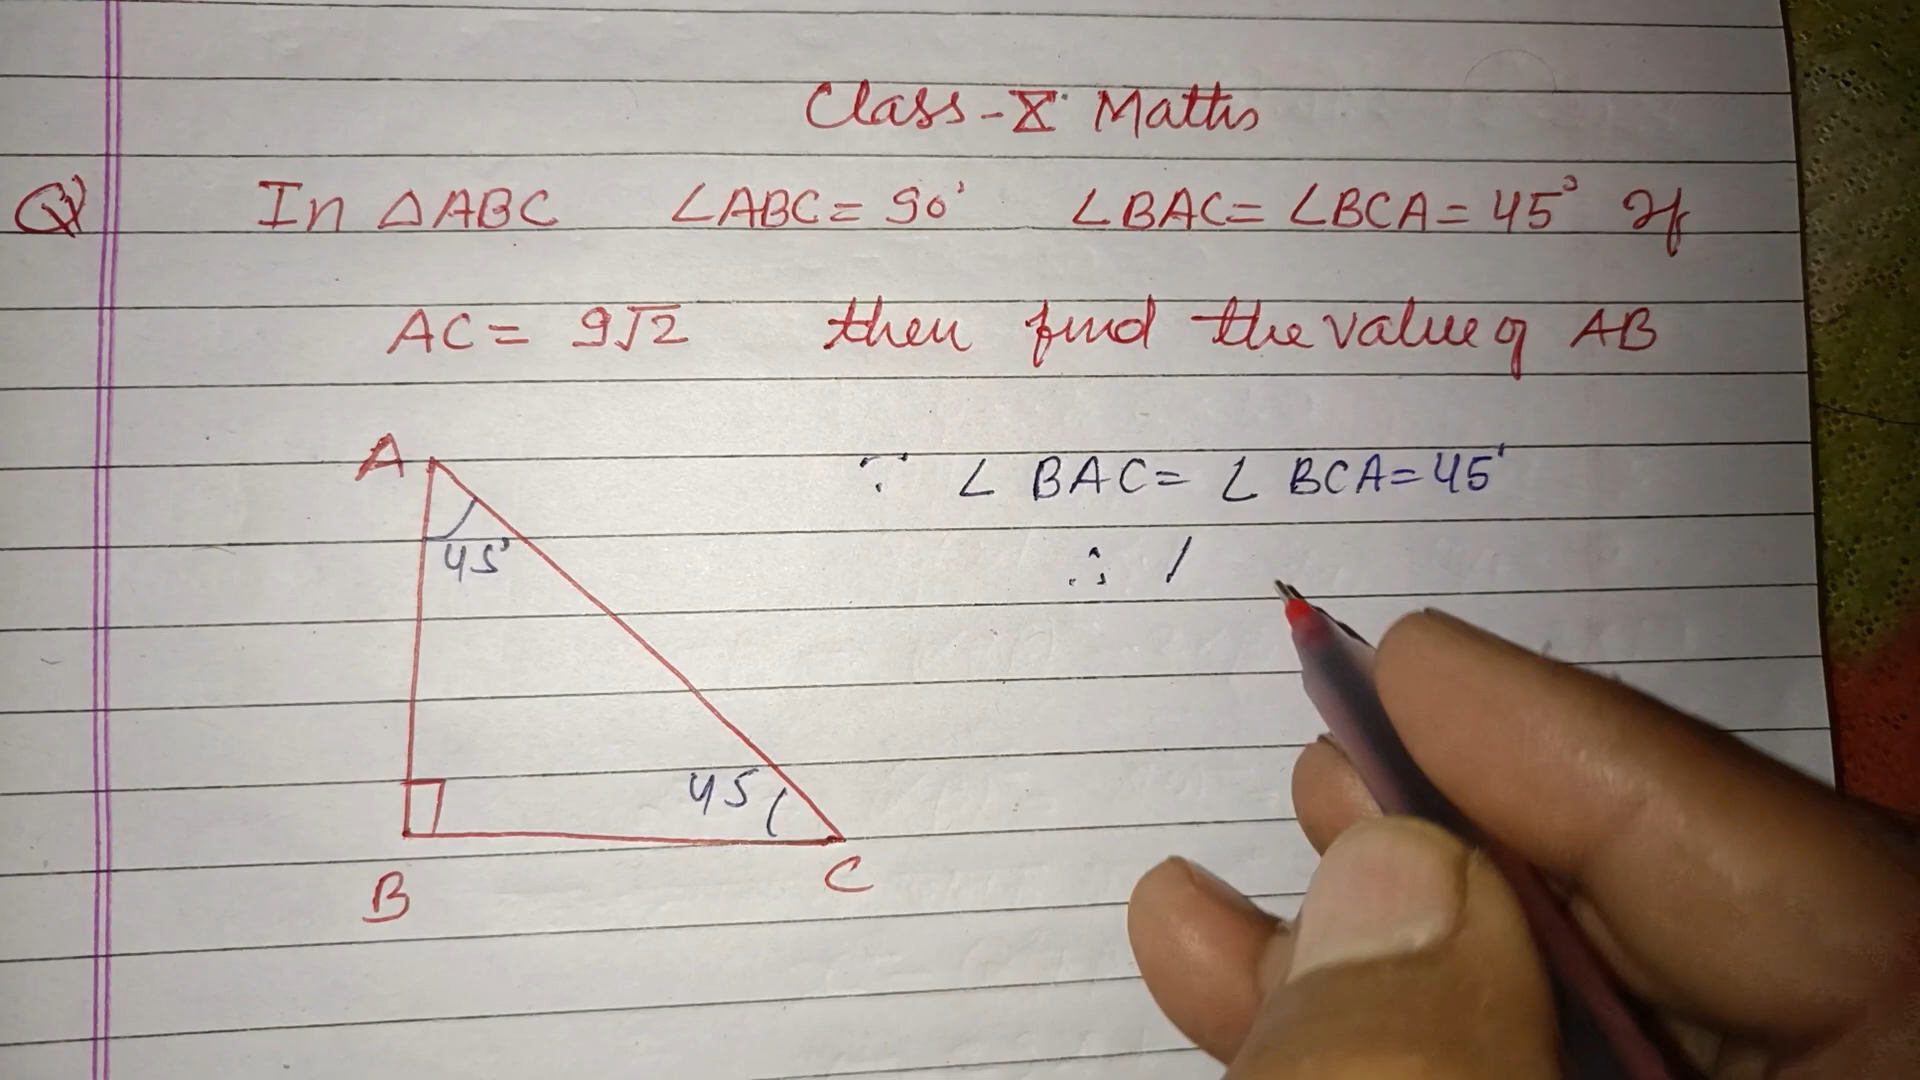 Class-X Maths
Q) In △ABC ∠ABC = 90° ∠BAC = ∠BCA = 45° If
AC = 9√2 then find the value of AB
A
∵ ∠BAC = ∠BCA = 45°
45°
∴ /
45
B
C